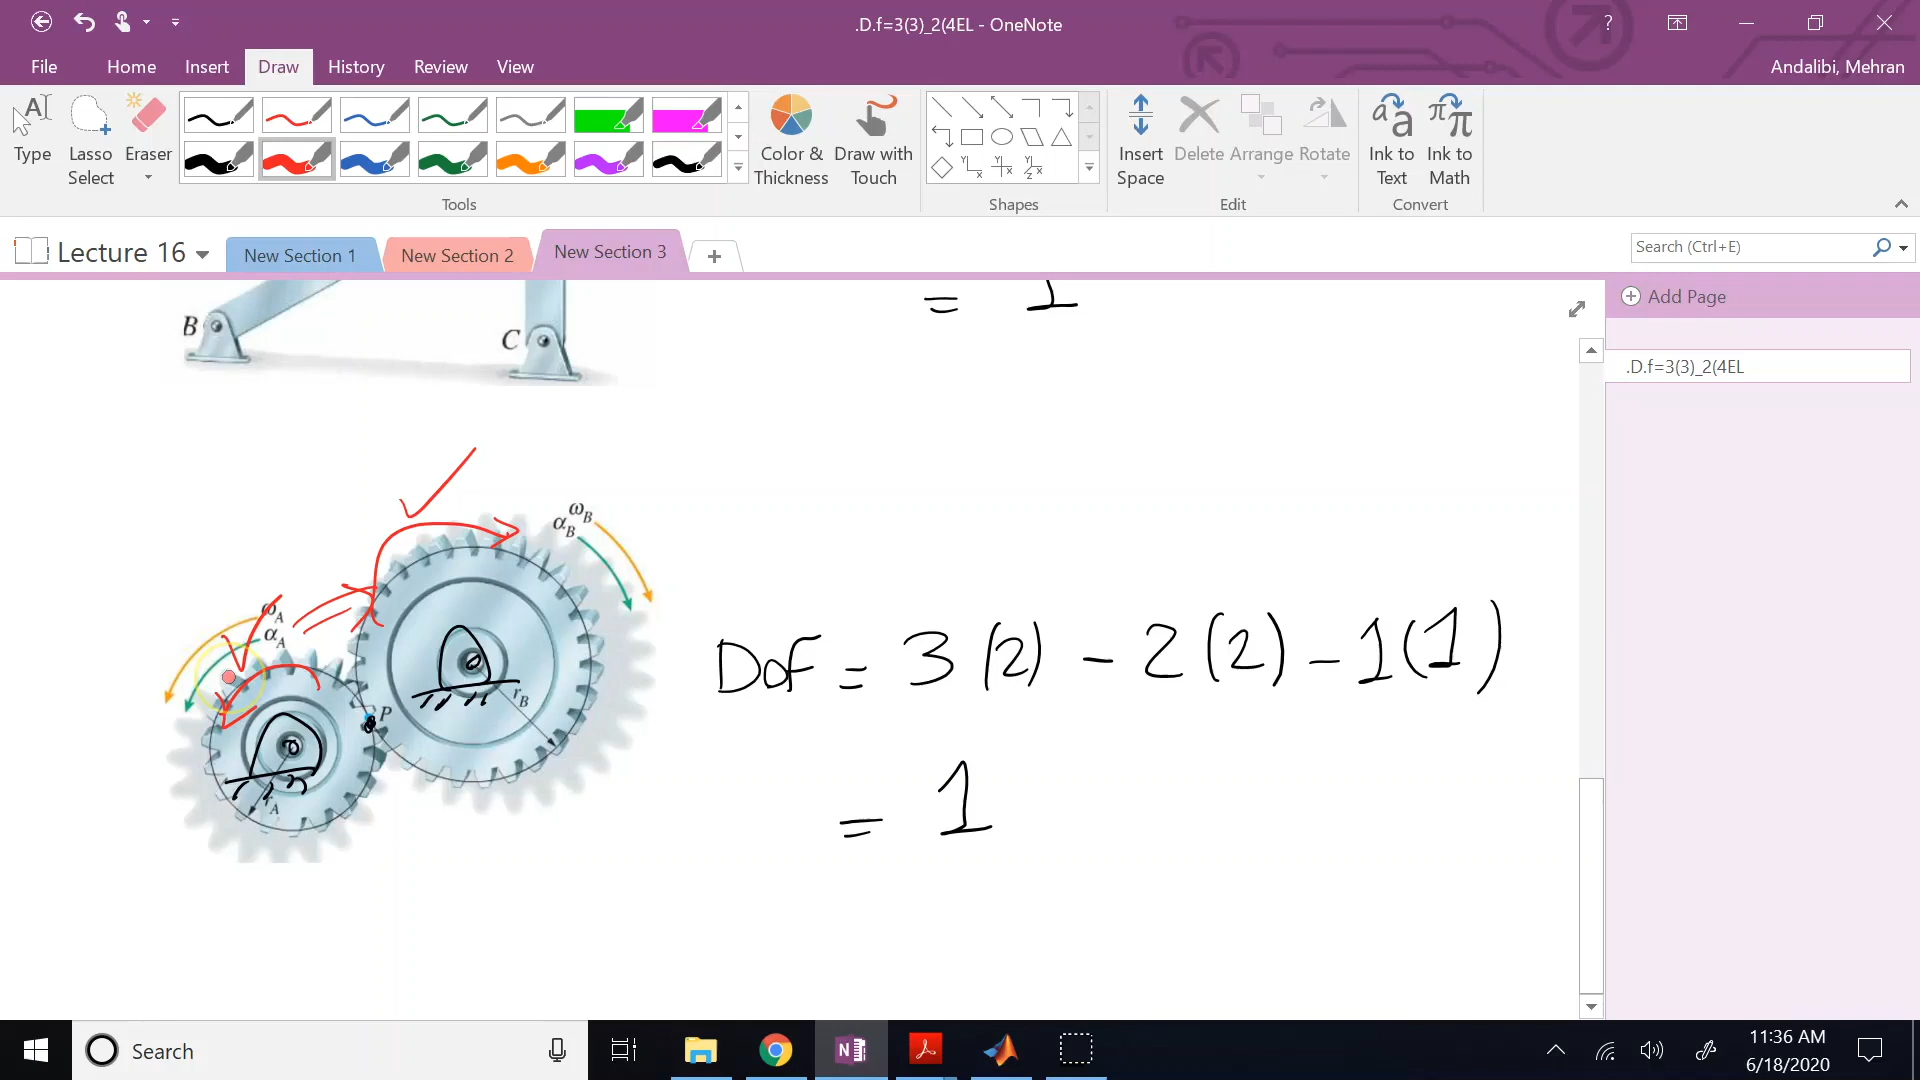 .D.f=3(3)_2(4EL - OneNote
?
File Home Insert Draw History Review View
Andalibi, Mehran
Type
Lasso Select
Eraser
Color & Thickness
Draw with Touch
Insert Space
Delete
Arrange
Rotate
Ink to Text
Ink to Math
Tools
Shapes
Edit
Convert
Lecture 16
New Section 1
New Section 2
New Section 3
+
Search (Ctrl+E)
Add Page
.D.f=3(3)_2(4EL
= 1
B
C
ωB
αB
ωA
αA
P
rB
rA
DoF = 3 (2) - 2 (2) - 1 (1)
= 1
Search
11:36 AM
6/18/2020